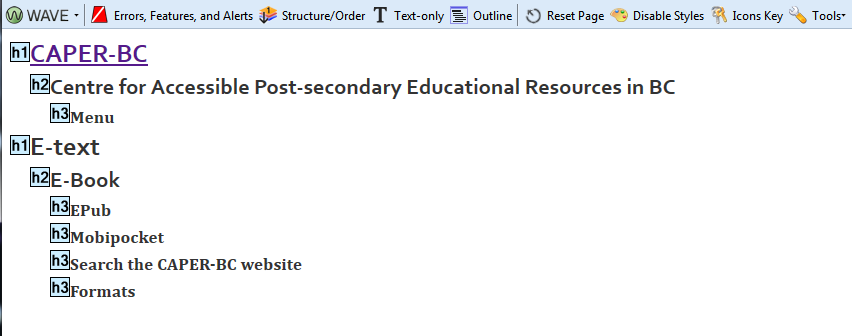 WAVE Errors, Features, and Alerts Structure/Order Text-only Outline Reset Page Disable Styles Icons Key Tools
h1 CAPER-BC
h2 Centre for Accessible Post-secondary Educational Resources in BC
h3 Menu
h1 E-text
h2 E-Book
h3 EPub
h3 Mobipocket
h3 Search the CAPER-BC website
h3 Formats